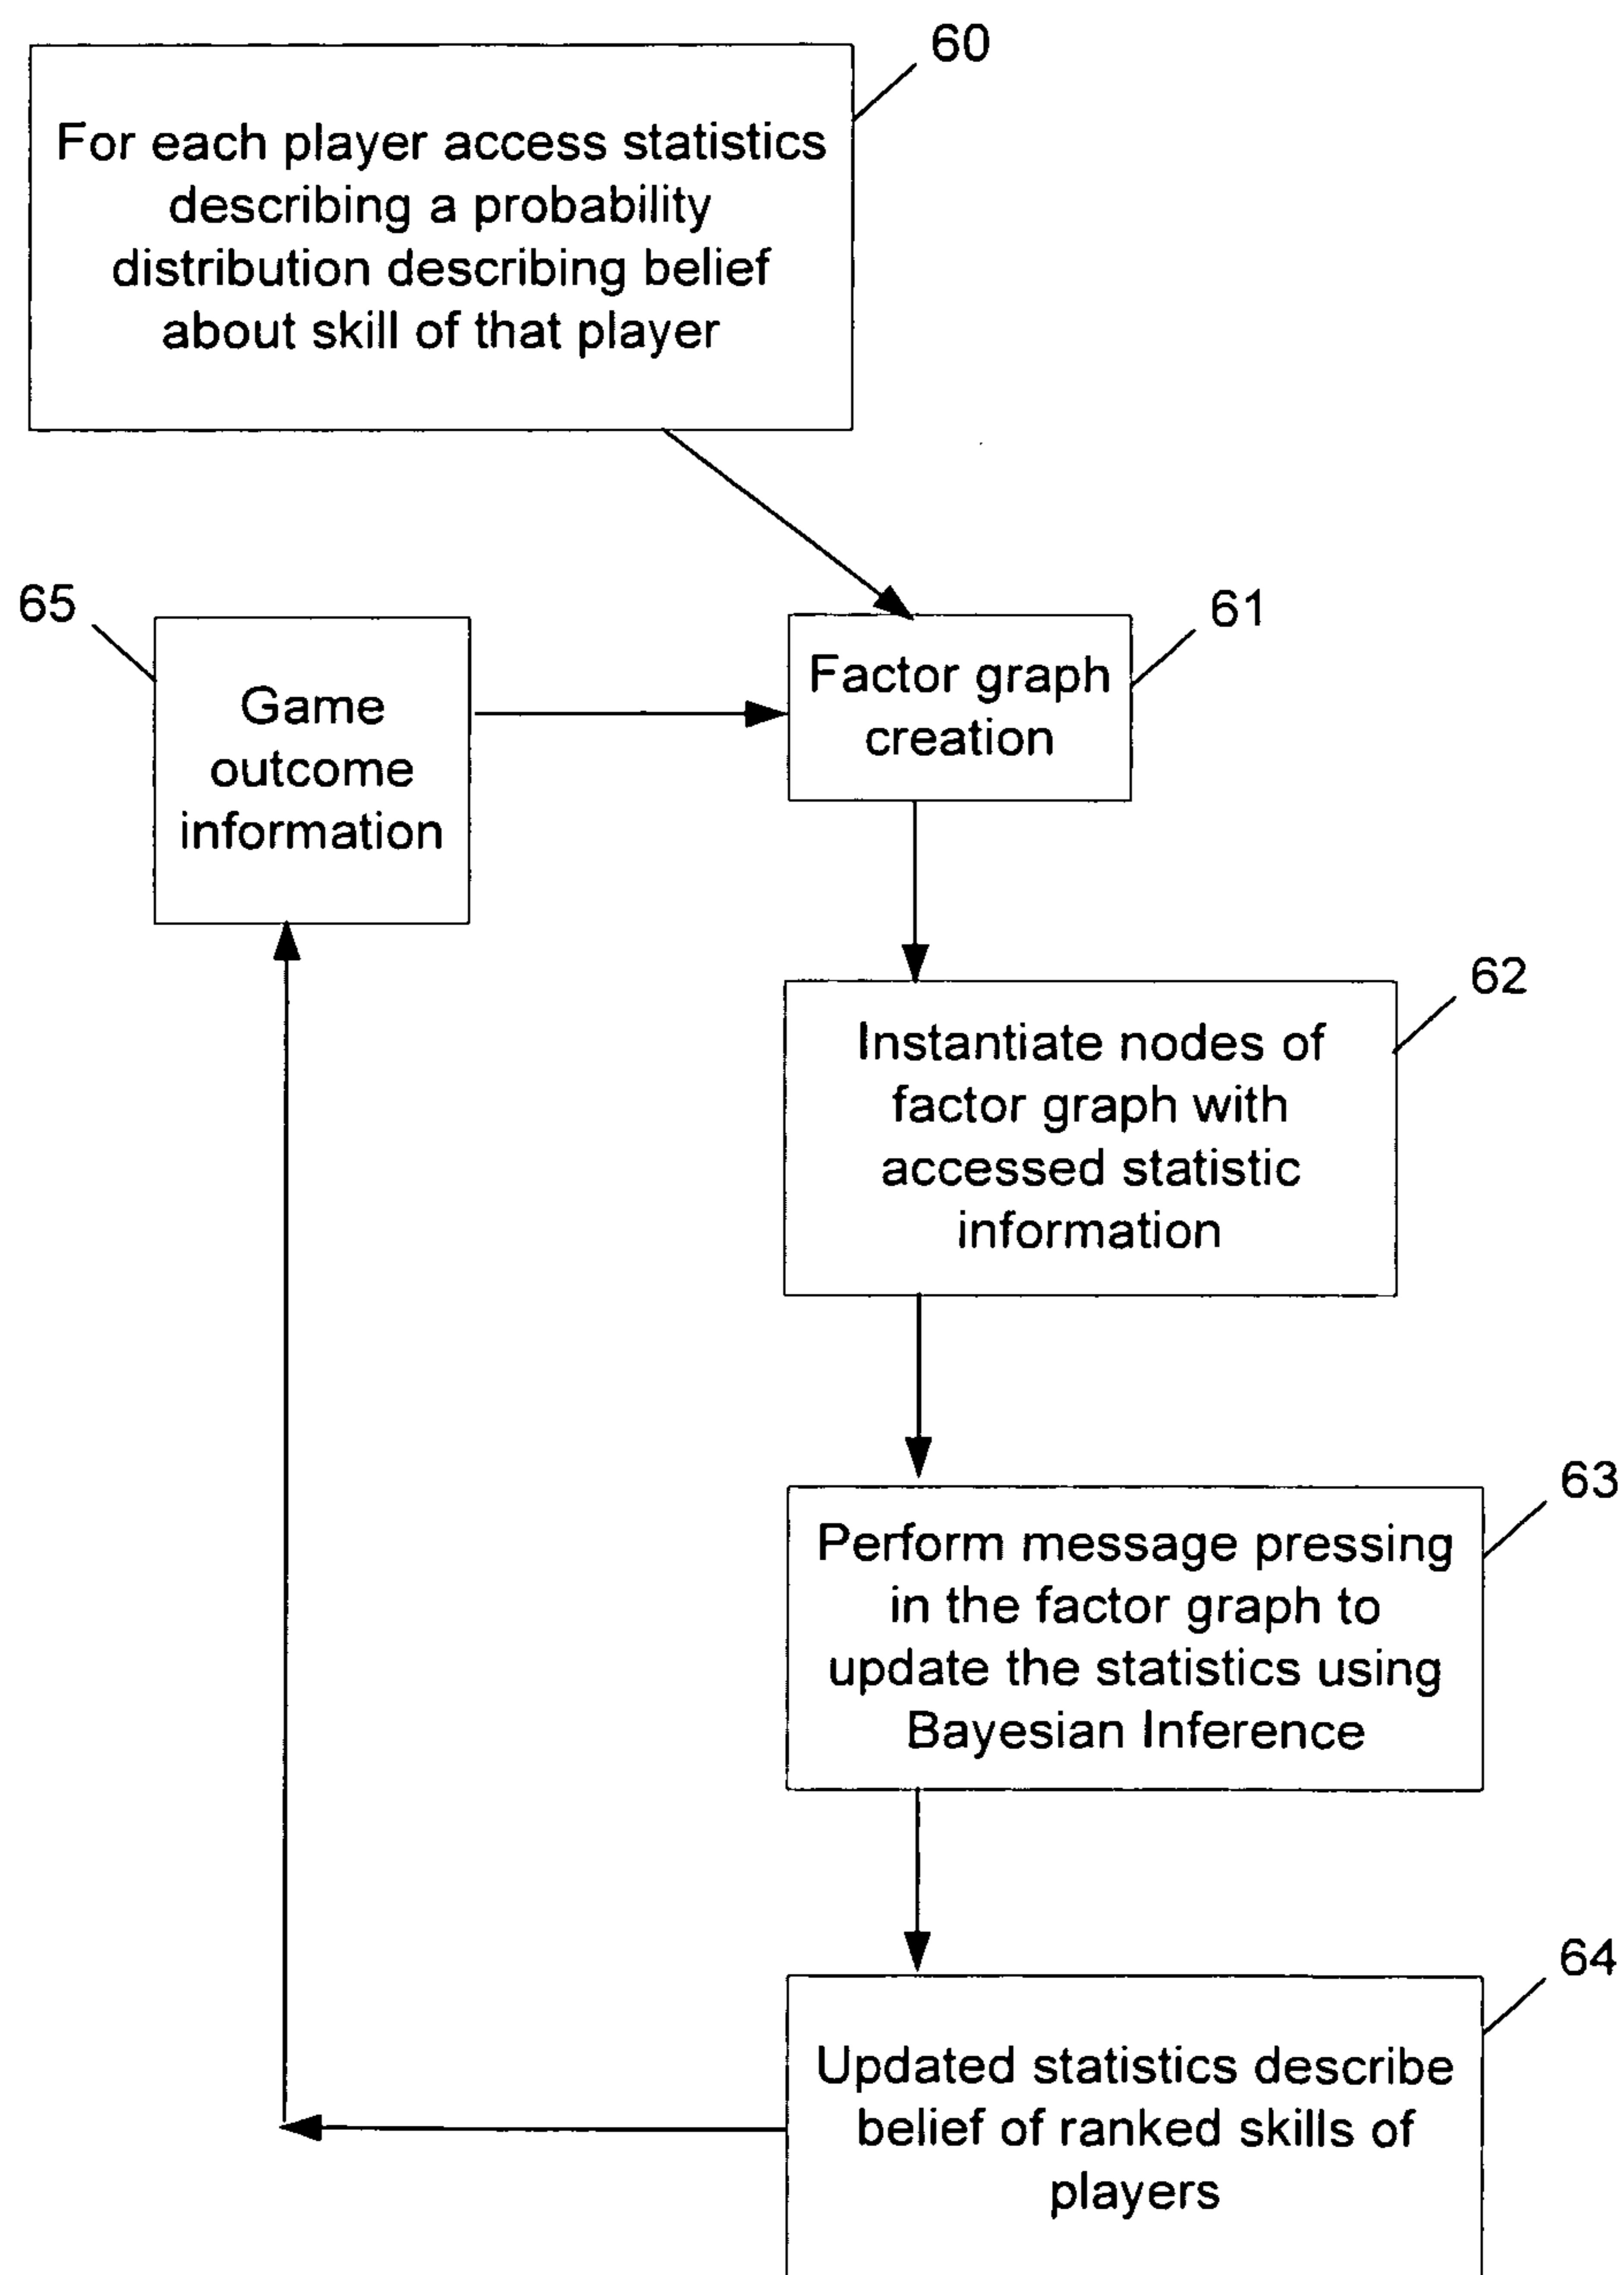 60
For each player access statistics
describing a probability
distribution describing belief
about skill of that player
65
Game
outcome
information
61
Factor graph
creation
62
Instantiate nodes of
factor graph with
accessed statistic
information
63
Perform message pressing
in the factor graph to
update the statistics using
Bayesian Inference
64
Updated statistics describe
belief of ranked skills of
players